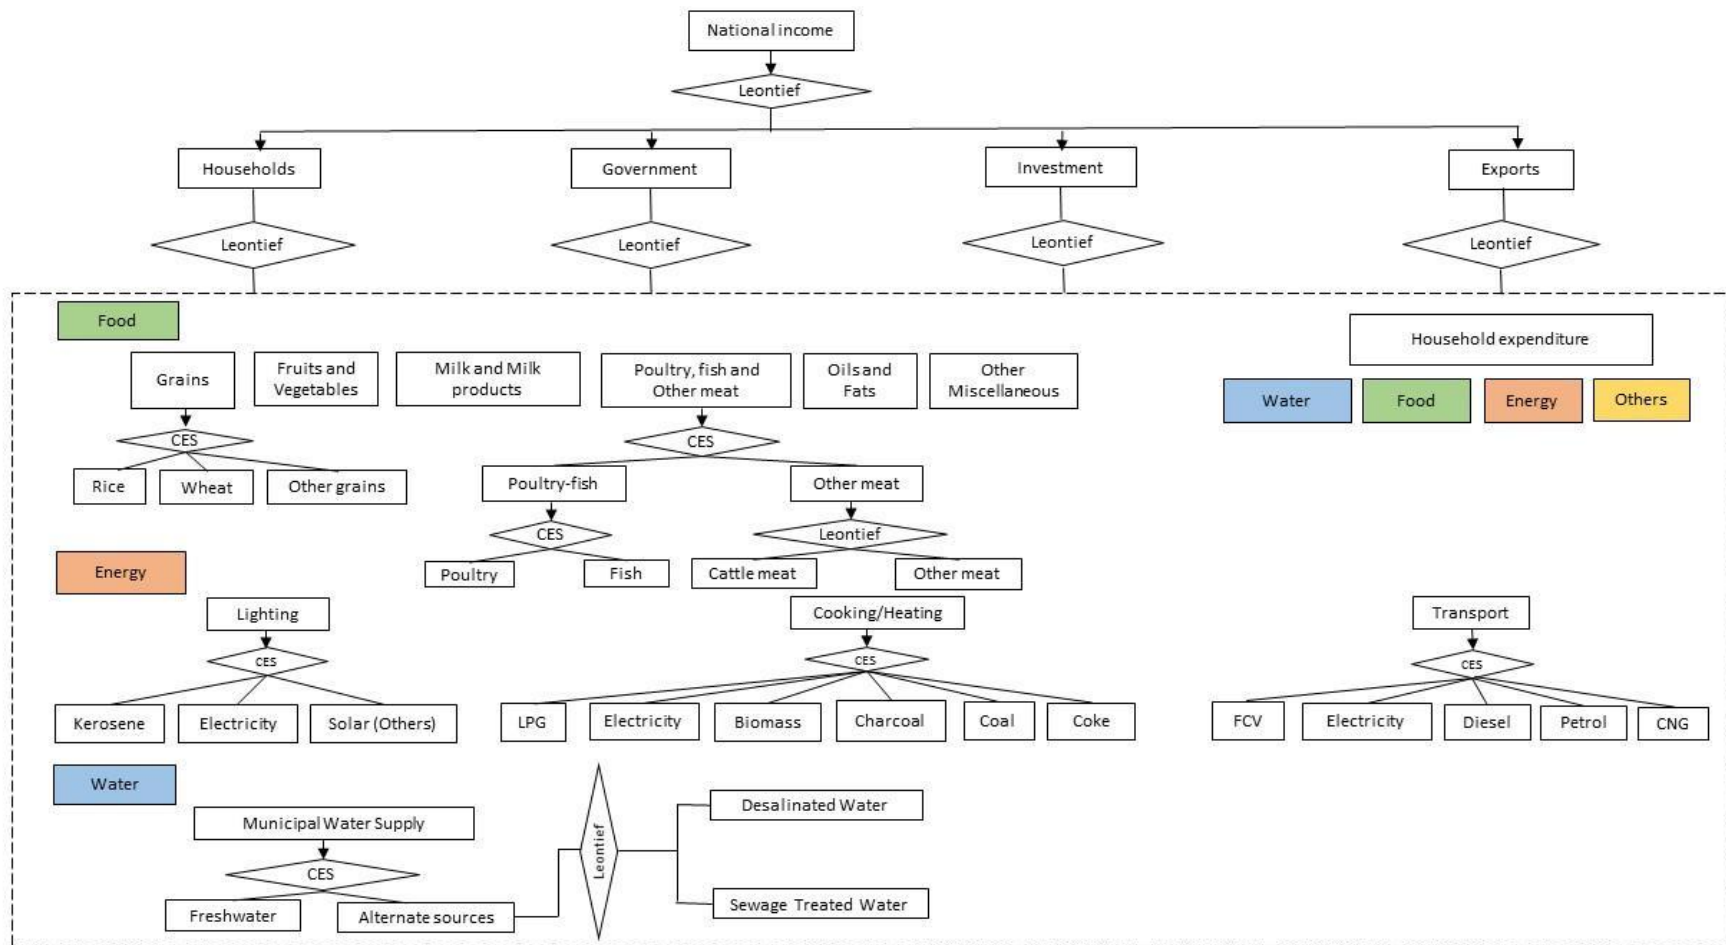 National income
Leontief
Households
Government
Investment
Exports
Leontief
Leontief
Leontief
Leontief
Food
Household expenditure
Grains
Fruits and
Vegetables
Milk and Milk
products
Poultry, fish and
Other meat
Oils and
Fats
Other
Miscellaneous
Water
Food
Energy
Others
CES
CES
Rice
Wheat
Other grains
Poultry-fish
Other meat
CES
Leontief
Poultry
Fish
Cattle meat
Other meat
Energy
Lighting
Cooking/Heating
Transport
CES
CES
CES
Kerosene
Electricity
Solar (Others)
LPG
Electricity
Biomass
Charcoal
Coal
Coke
FCV
Electricity
Diesel
Petrol
CNG
Water
Municipal Water Supply
CES
Freshwater
Alternate sources
Leontief
Desalinated Water
Sewage Treated Water